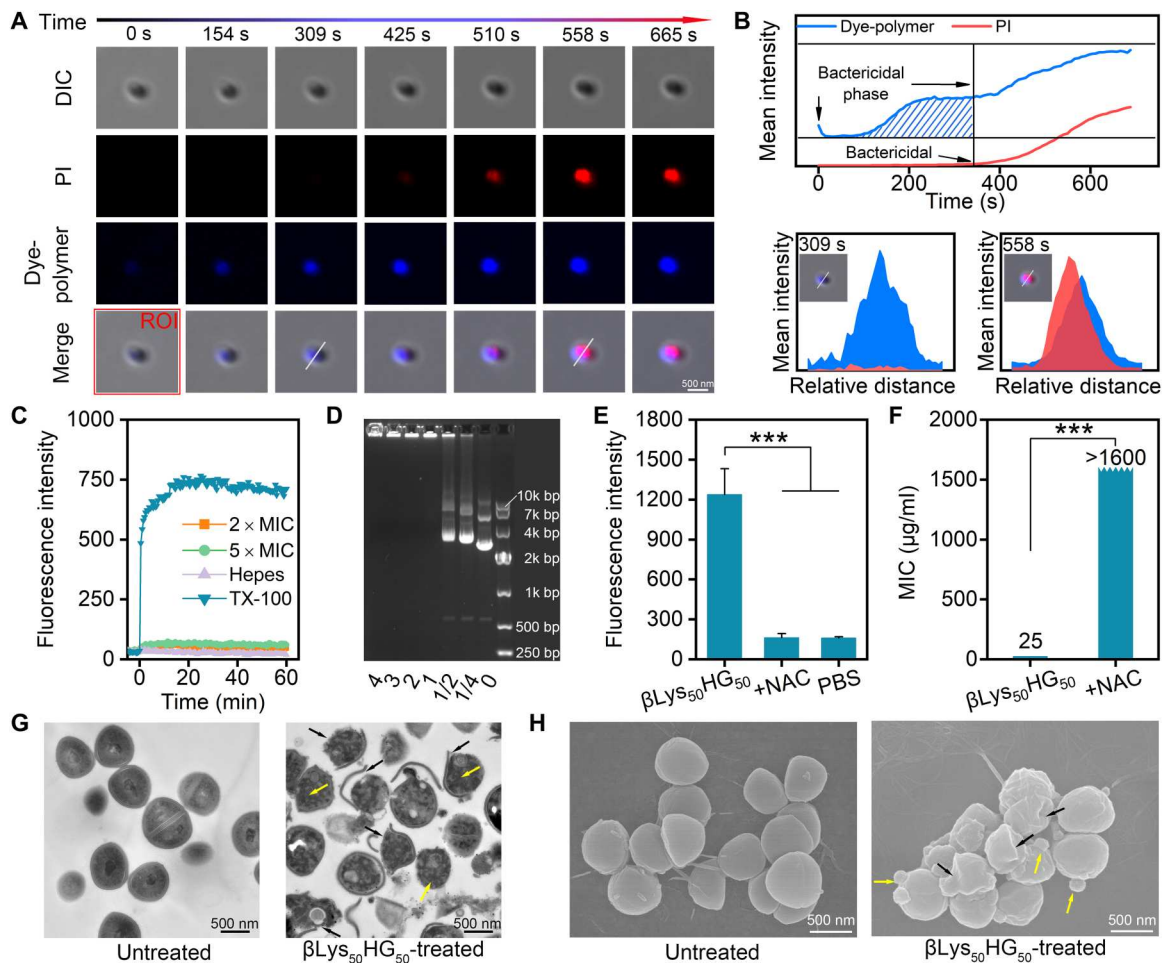 A
Time
0 s 154 s 309 s 425 s 510 s 558 s 665 s
DIC
PI
Dye-
polymer
Merge
ROI
500 nm
B
Dye-polymer PI
Mean intensity
Bactericidal
phase
Bactericidal
0 200 400 600
Time (s)
Mean intensity
309 s
Relative distance
Mean intensity
558 s
Relative distance
C
Fluorescence intensity
1000
750
500
250
0
2 × MIC
5 × MIC
Hepes
TX-100
0 20 40 60
Time (min)
D
10k bp
7k bp
4k bp
2k bp
1k bp
500 bp
250 bp
4 3 2 1 1/2 1/4 0
E
Fluorescence intensity
1800
1500
1200
900
600
300
0
***
βLys₅₀HG₅₀ +NAC PBS
F
MIC (μg/ml)
2000
1500
1000
500
0
***
>1600
25
βLys₅₀HG₅₀ +NAC
G
500 nm
Untreated
500 nm
βLys₅₀HG₅₀-treated
H
500 nm
Untreated
500 nm
βLys₅₀HG₅₀-treated